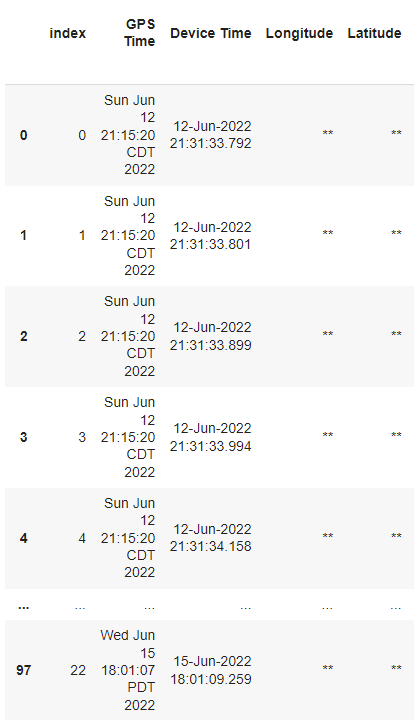 index GPS Time Device Time Longitude Latitude
0 0 Sun Jun 12 21:15:20 CDT 2022 12-Jun-2022 21:31:33.792 ** **
1 1 Sun Jun 12 21:15:20 CDT 2022 12-Jun-2022 21:31:33.801 ** **
2 2 Sun Jun 12 21:15:20 CDT 2022 12-Jun-2022 21:31:33.899 ** **
3 3 Sun Jun 12 21:15:20 CDT 2022 12-Jun-2022 21:31:33.994 ** **
4 4 Sun Jun 12 21:15:20 CDT 2022 12-Jun-2022 21:31:34.158 ** **
... ... ... ... ... ...
97 22 Wed Jun 15 18:01:07 PDT 2022 15-Jun-2022 18:01:09.259 ** **